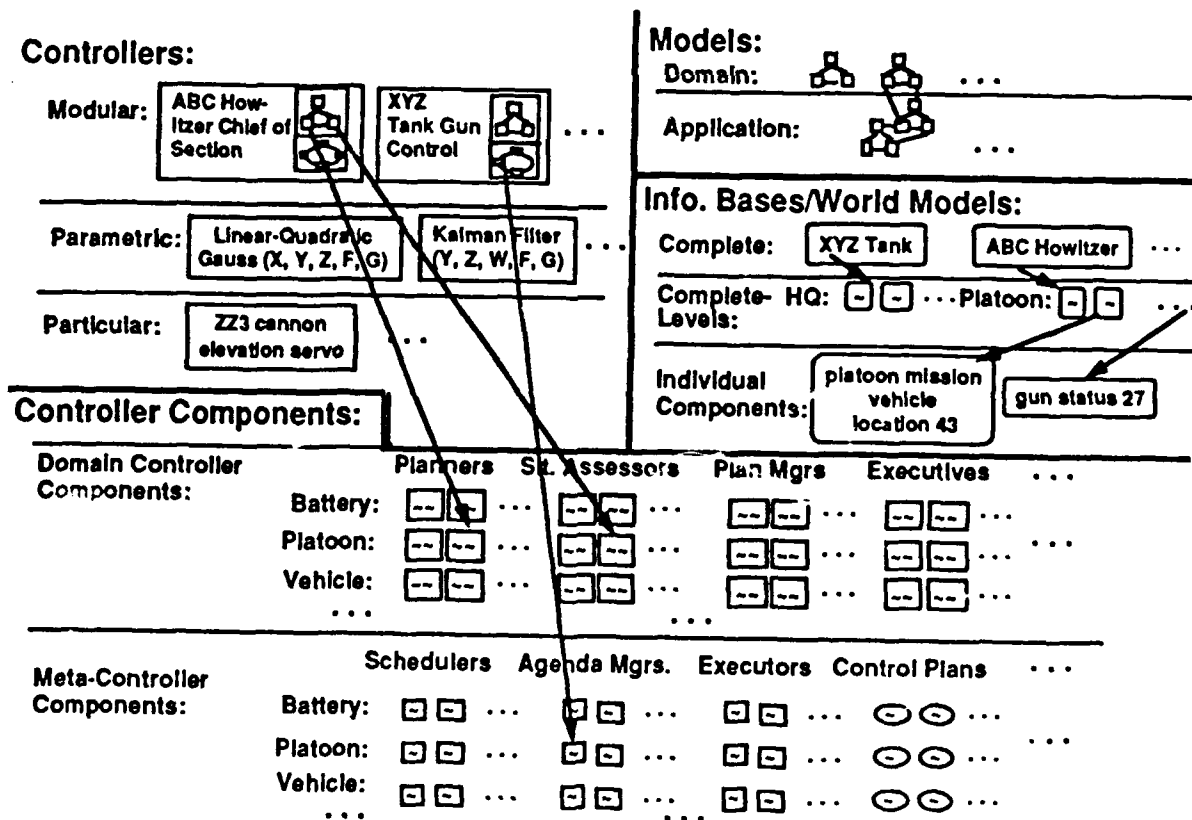 Controllers:
Modular:
ABC How-
itzer Chief of
Section
XYZ
Tank Gun
Control
...
Parametric:
Linear-Quadratic
Gauss (X, Y, Z, F, G)
Kalman Filter
(Y, Z, W, F, G)
...
Particular:
ZZ3 cannon
elevation servo
...
Models:
Domain:
...
Application:
...
Info. Bases/World Models:
Complete:
XYZ Tank
ABC Howitzer
...
Complete-
Levels:
HQ: ~ ~ ...
Platoon: ~ ~ ...
Individual
Components:
platoon mission
vehicle
location 43
gun status 27
Controller Components:
Domain Controller
Components:
Planners Sit. Assessors Plan Mgrs Executives ...
Battery: ~~ ~~ ... ~~ ~~ ... ~~ ~~ ... ~~ ~~ ...
Platoon: ~~ ~~ ... ~~ ~~ ... ~~ ~~ ... ~~ ~~ ... ...
Vehicle: ~~ ~~ ... ~~ ~~ ... ~~ ~~ ... ~~ ~~ ...
... ...
Meta-Controller
Components:
Schedulers Agenda Mgrs. Executors Control Plans ...
Battery: ~ ~ ... ~ ~ ... ~ ~ ... ~ ~ ...
Platoon: ~ ~ ... ~ ~ ... ~ ~ ... ~ ~ ... ...
Vehicle: ~ ~ ... ~ ~ ... ~ ~ ... ~ ~ ...
... ...